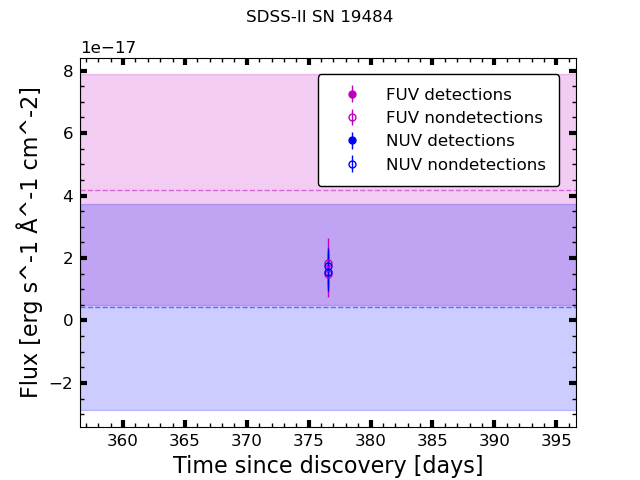 SDSS-II SN 19484
1e−17
8
6
4
2
0
−2
FUV detections
FUV nondetections
NUV detections
NUV nondetections
360 365 370 375 380 385 390 395
Time since discovery [days]
Flux [erg s^-1 Å^-1 cm^-2]